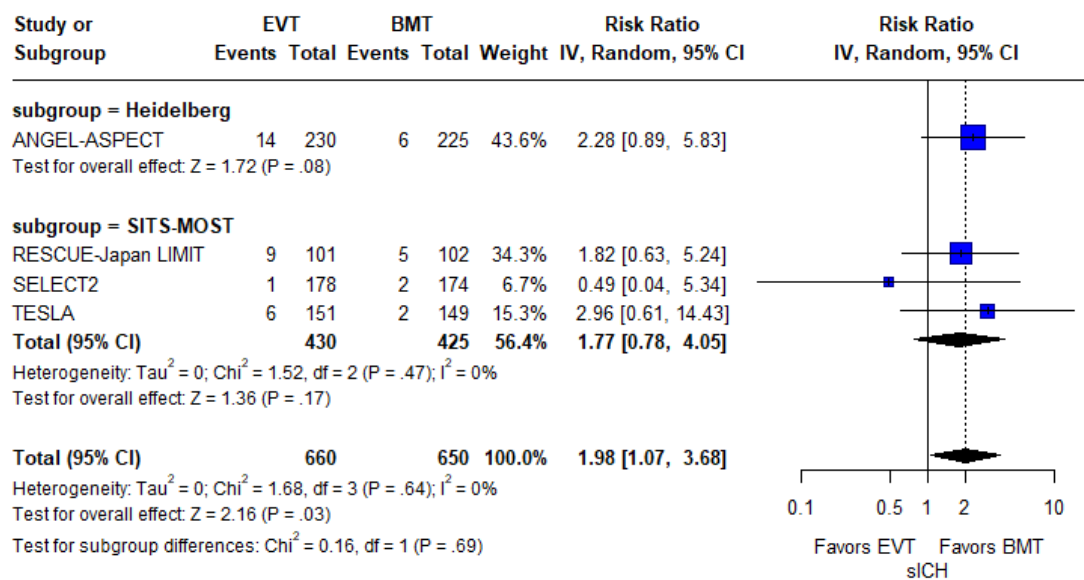 Study or EVT BMT Risk Ratio Risk Ratio
Subgroup Events Total Events Total Weight IV, Random, 95% CI IV, Random, 95% CI
subgroup = Heidelberg
ANGEL-ASPECT 14 230 6 225 43.6% 2.28 [0.89, 5.83]
Test for overall effect: Z = 1.72 (P = .08)
subgroup = SITS-MOST
RESCUE-Japan LIMIT 9 101 5 102 34.3% 1.82 [0.63, 5.24]
SELECT2 1 178 2 174 6.7% 0.49 [0.04, 5.34]
TESLA 6 151 2 149 15.3% 2.96 [0.61, 14.43]
Total (95% CI) 430 425 56.4% 1.77 [0.78, 4.05]
Heterogeneity: Tau² = 0; Chi² = 1.52, df = 2 (P = .47); I² = 0%
Test for overall effect: Z = 1.36 (P = .17)
Total (95% CI) 660 650 100.0% 1.98 [1.07, 3.68]
Heterogeneity: Tau² = 0; Chi² = 1.68, df = 3 (P = .64); I² = 0%
Test for overall effect: Z = 2.16 (P = .03)
Test for subgroup differences: Chi² = 0.16, df = 1 (P = .69)
0.1 0.5 1 2 10
Favors EVT Favors BMT
sICH